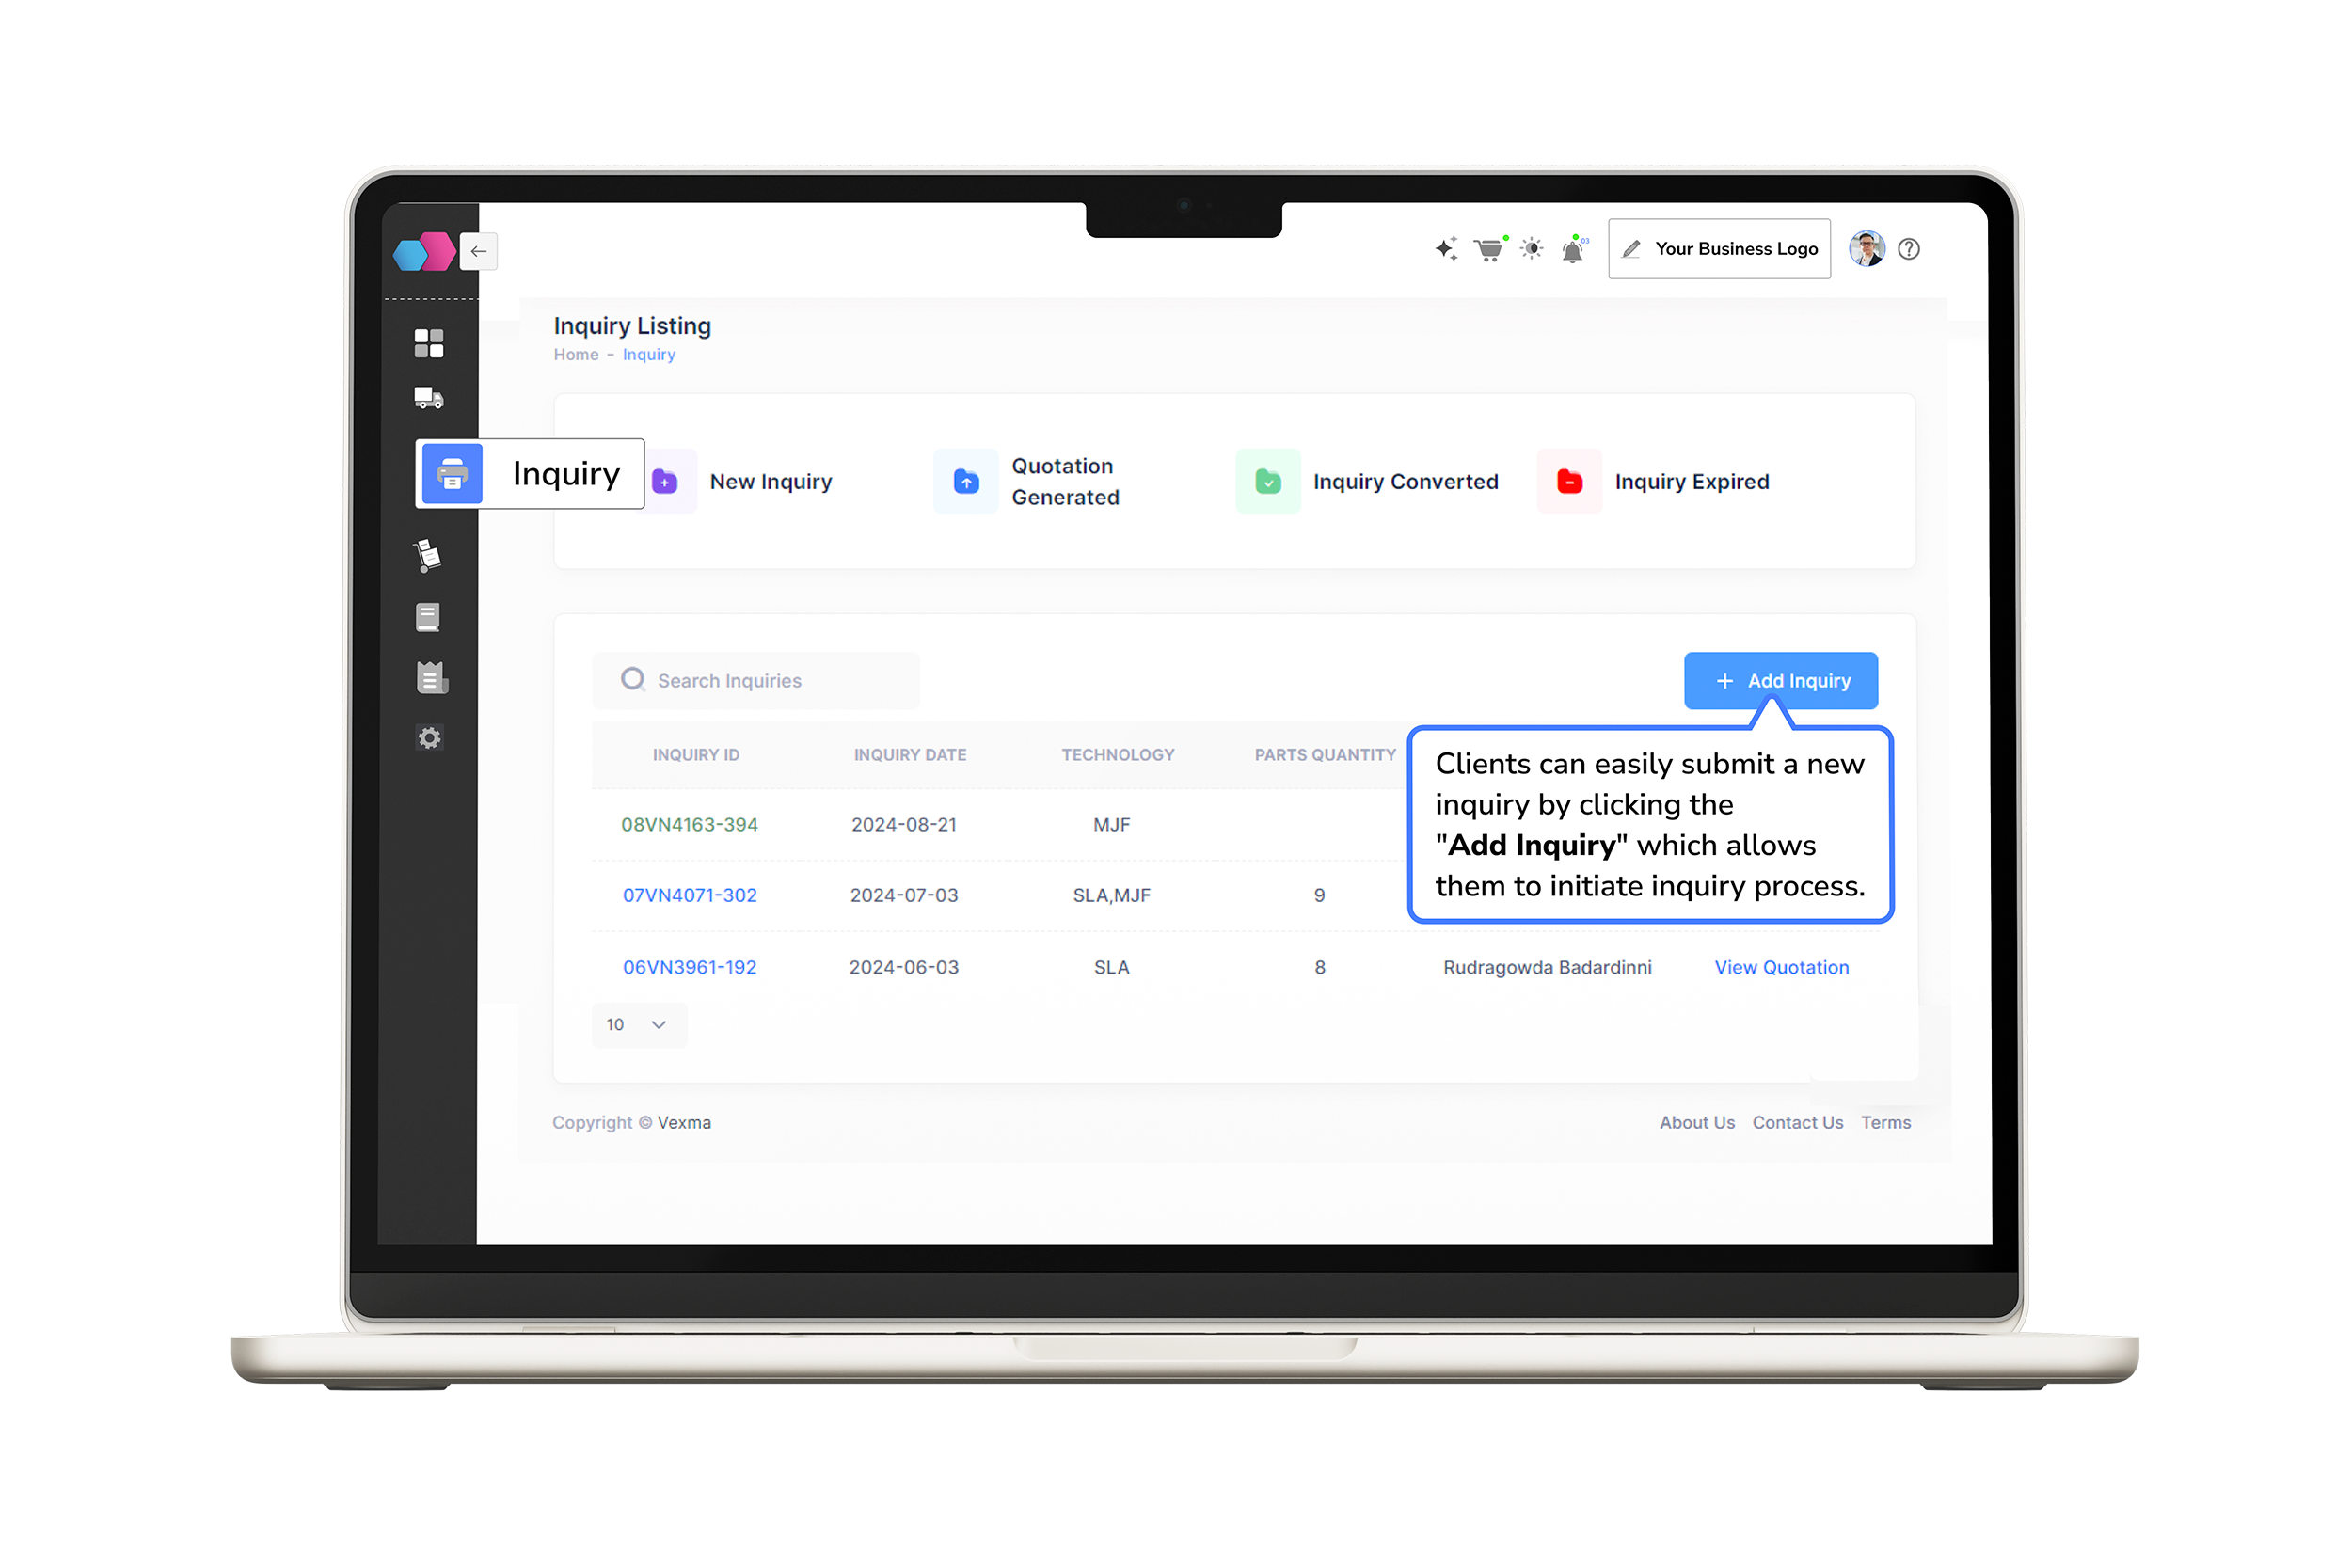 03
Your Business Logo
Inquiry Listing
Home - Inquiry
Inquiry
New Inquiry
Quotation
Generated
Inquiry Converted
Inquiry Expired
Search Inquiries
+ Add Inquiry
INQUIRY ID INQUIRY DATE TECHNOLOGY PARTS QUANTITY
Clients can easily submit a new
inquiry by clicking the
"Add Inquiry" which allows
them to initiate inquiry process.
08VN4163-394 2024-08-21 MJF
07VN4071-302 2024-07-03 SLA,MJF 9
06VN3961-192 2024-06-03 SLA 8 Rudragowda Badardinni View Quotation
10
Copyright © Vexma
About Us Contact Us Terms